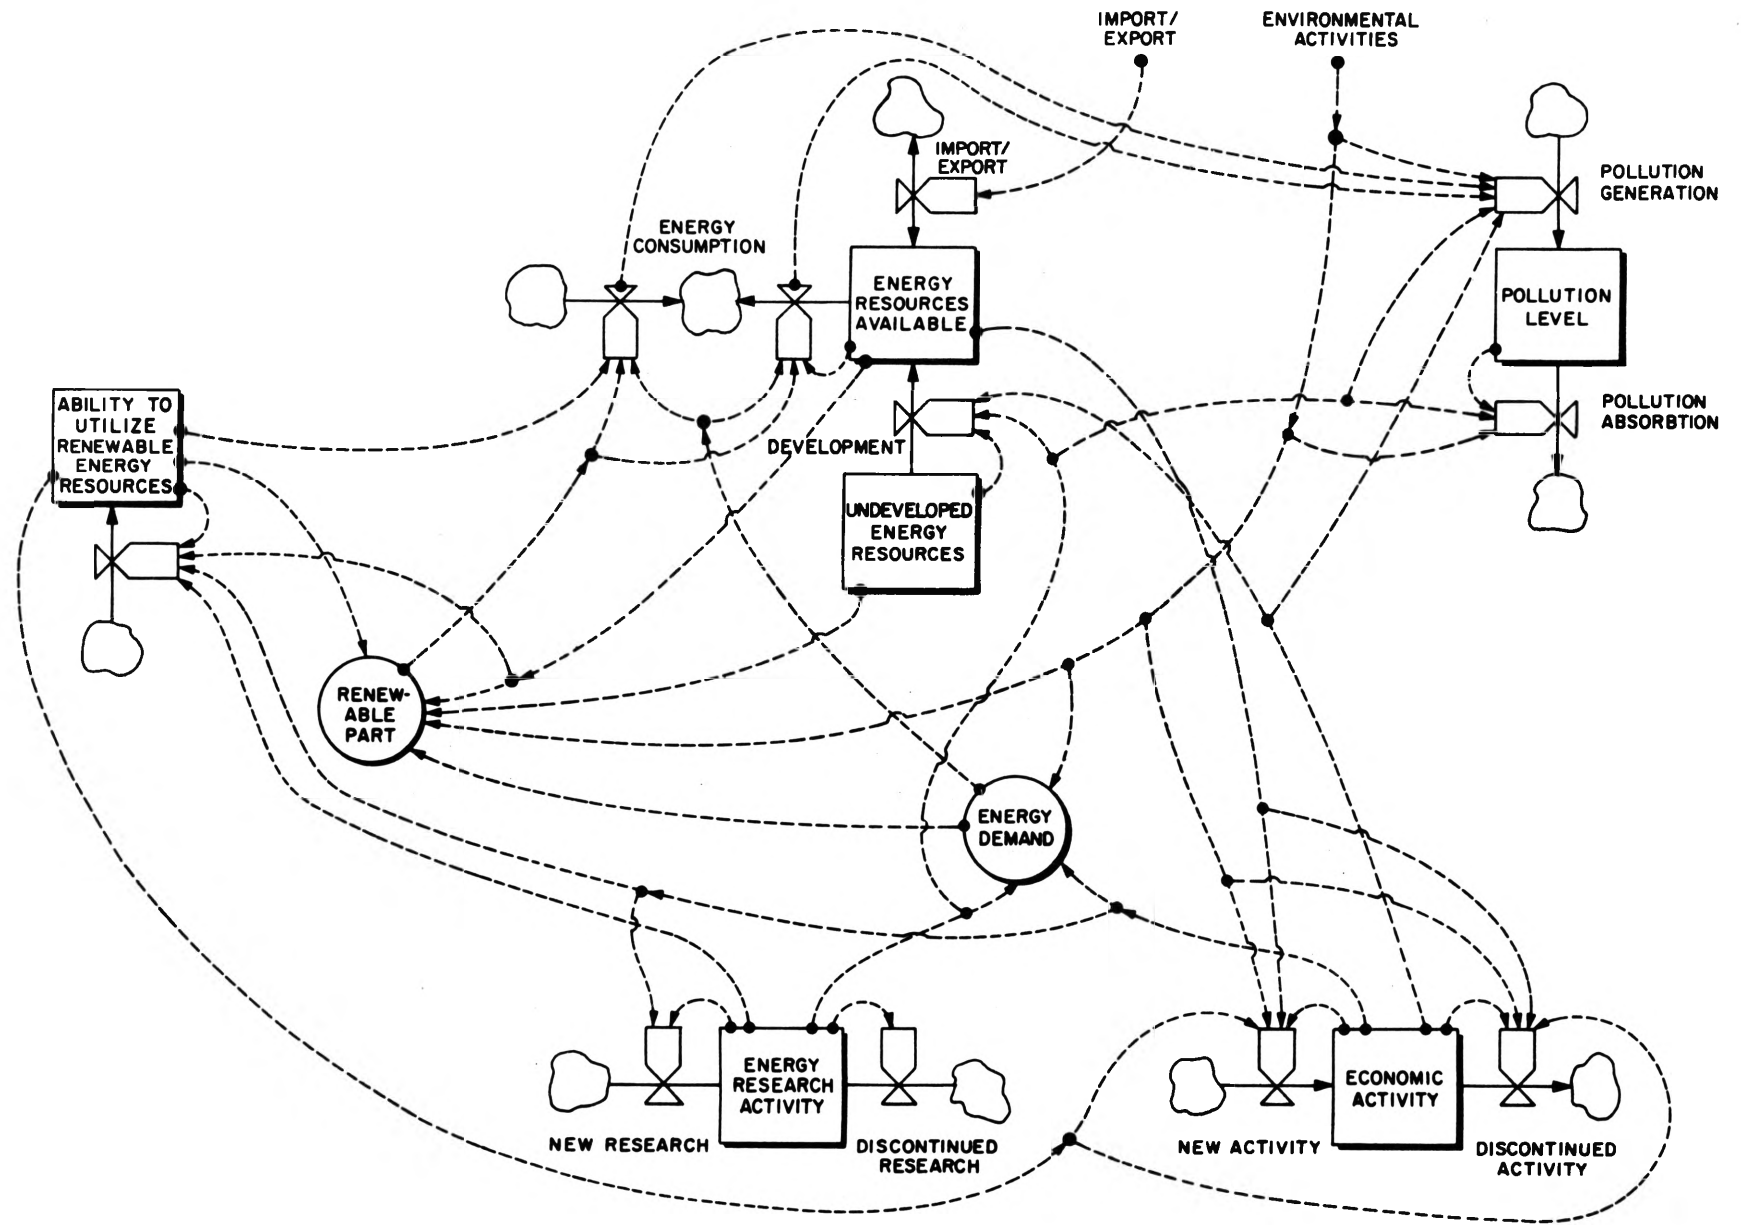 IMPORT/
EXPORT
ENVIRONMENTAL
ACTIVITIES
IMPORT/
EXPORT
POLLUTION
GENERATION
ENERGY
CONSUMPTION
ENERGY
RESOURCES
AVAILABLE
POLLUTION
LEVEL
ABILITY TO
UTILIZE
RENEWABLE
ENERGY
RESOURCES
DEVELOPMENT
POLLUTION
ABSORBTION
UNDEVELOPED
ENERGY
RESOURCES
RENEW-
ABLE
PART
ENERGY
DEMAND
ENERGY
RESEARCH
ACTIVITY
ECONOMIC
ACTIVITY
NEW RESEARCH
DISCONTINUED
RESEARCH
NEW ACTIVITY
DISCONTINUED
ACTIVITY